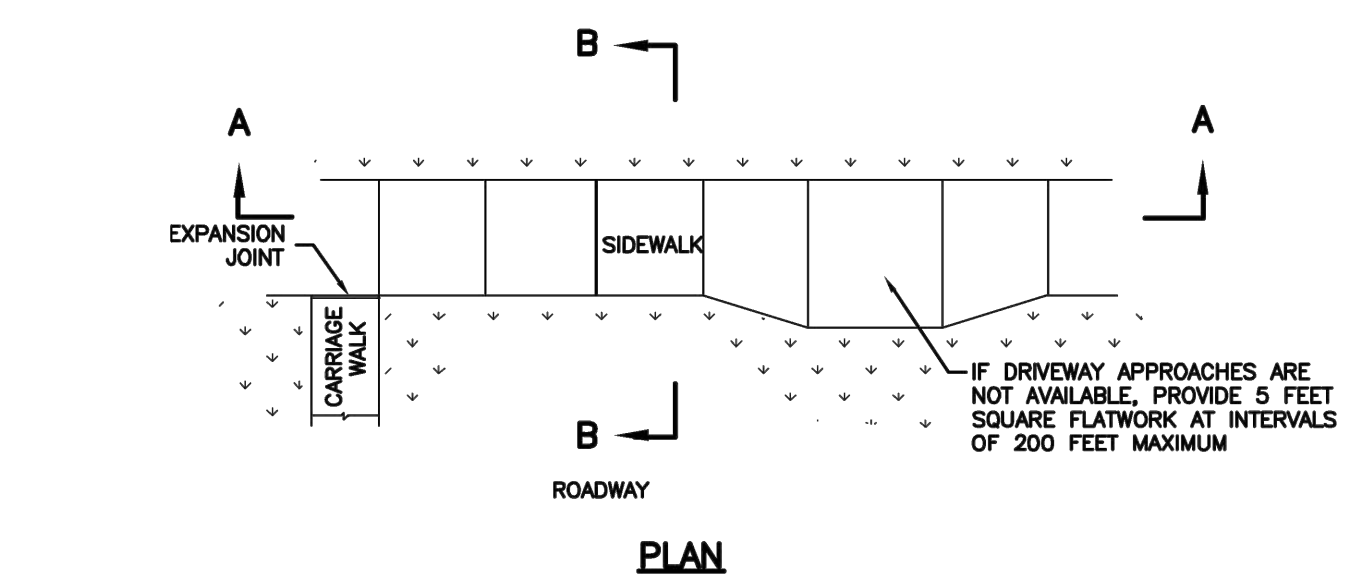 B
A
A
EXPANSION
JOINT
SIDEWALK
CARRIAGE
WALK
IF DRIVEWAY APPROACHES ARE
NOT AVAILABLE, PROVIDE 5 FEET
SQUARE FLATWORK AT INTERVALS
OF 200 FEET MAXIMUM
B
ROADWAY
PLAN